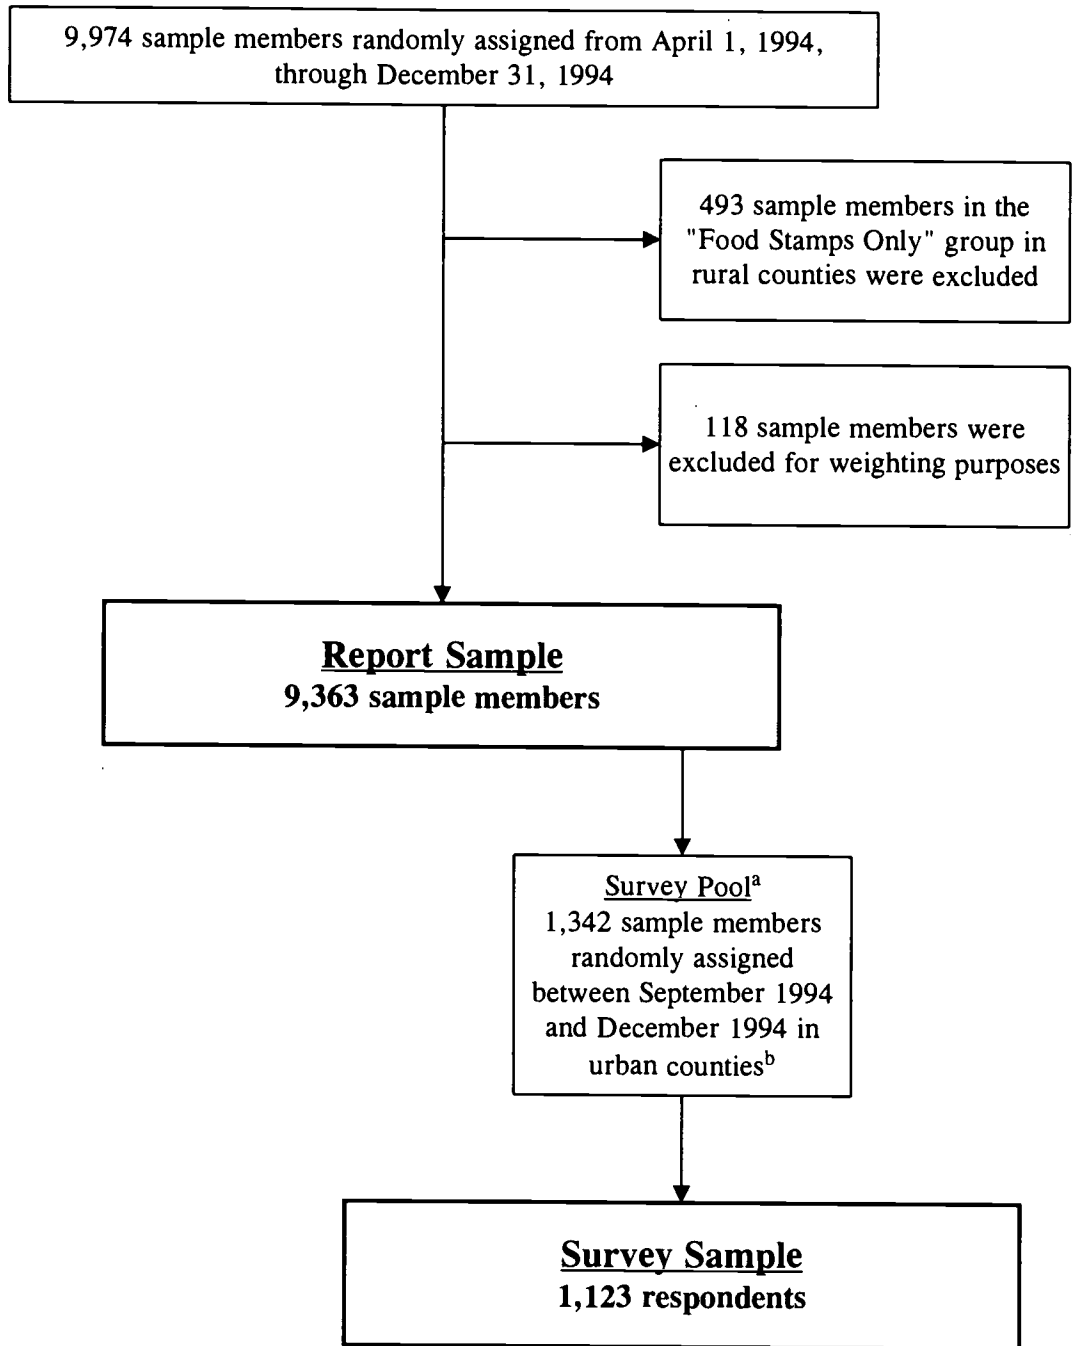 9,974 sample members randomly assigned from April 1, 1994,
through December 31, 1994
493 sample members in the
"Food Stamps Only" group in
rural counties were excluded
118 sample members were
excluded for weighting purposes
Report Sample
9,363 sample members
Survey Poolᵃ
1,342 sample members
randomly assigned
between September 1994
and December 1994 in
urban countiesᵇ
Survey Sample
1,123 respondents